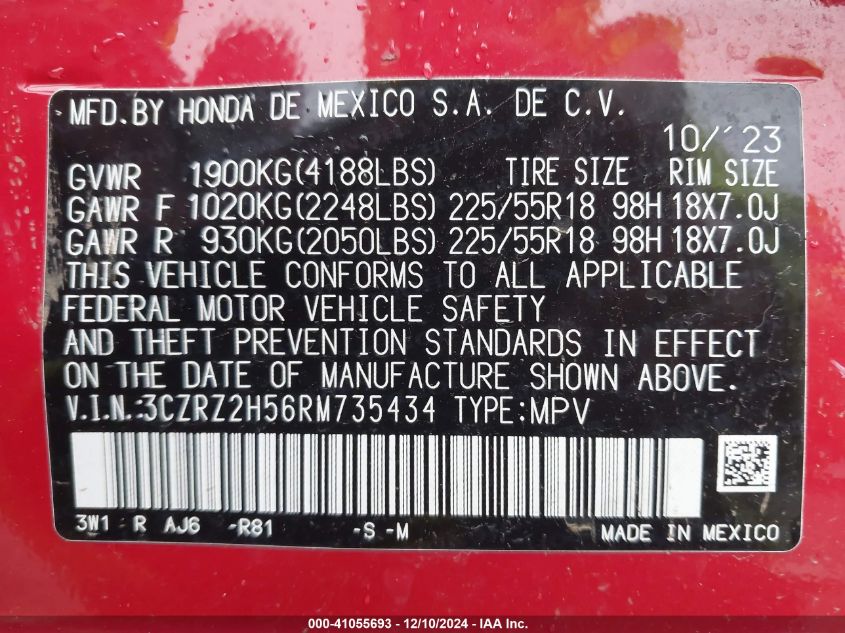 MFD.BY HONDA DE MEXICO S.A. DE C.V.
10/'23
GVWR 1900KG(4188LBS) TIRE SIZE RIM SIZE
GAWR F 1020KG(2248LBS) 225/55R18 98H 18X7.0J
GAWR R 930KG(2050LBS) 225/55R18 98H 18X7.0J
THIS VEHICLE CONFORMS TO ALL APPLICABLE
FEDERAL MOTOR VEHICLE SAFETY
AND THEFT PREVENTION STANDARDS IN EFFECT
ON THE DATE OF MANUFACTURE SHOWN ABOVE.
V.I.N.:3CZRZ2H56RM735434 TYPE:MPV
3W1 R AJ6 -R81 -S -M MADE IN MEXICO
000-41055693 - 12/10/2024 - IAA Inc.